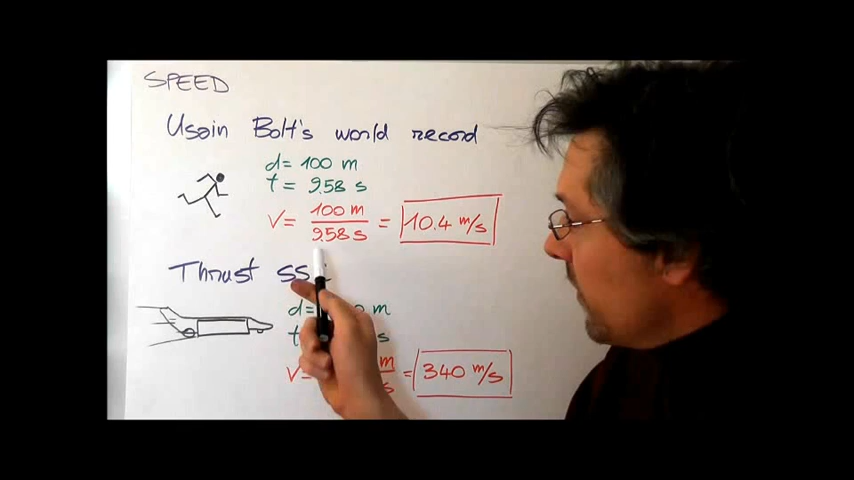 SPEED
Usain Bolt's world record
d = 100 m
t = 9.58 s
V = 100 m / 9.58 s = 10.4 m/s
Thrust SS
d = m
t s
V = m / s = 340 m/s